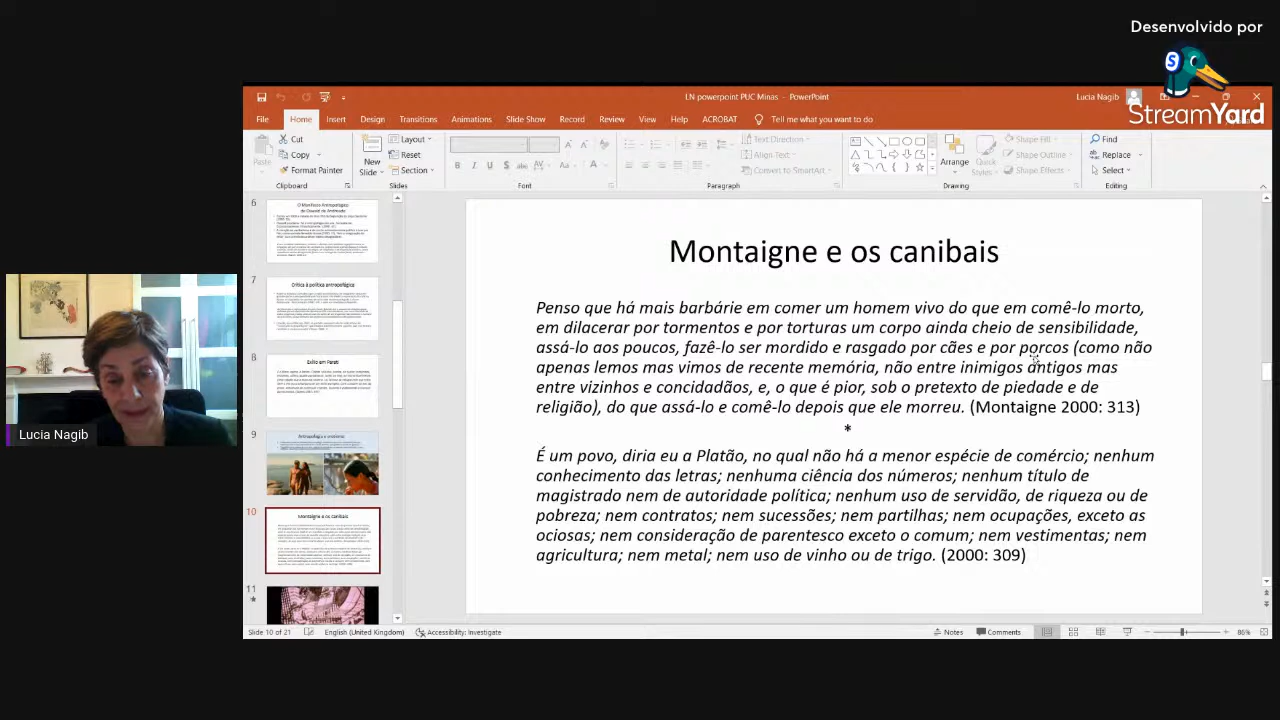 Desenvolvido por
StreamYard
LN powerpoint PUC Minas - PowerPoint
Lucia Nagib
File Home Insert Design Transitions Animations Slide Show Record Review View Help ACROBAT Tell me what you want to do
Paste
Cut
Copy
Format Painter
Clipboard
New
Slide
Layout
Reset
Section
Slides
Font
Text Direction
Align Text
Convert to SmartArt
Paragraph
Arrange
Quick
Styles
Shape Fill
Shape Outline
Shape Effects
Drawing
Find
Replace
Select
Editing
6
O Manifesto Antropófago
de Oswald de Andrade
7
Crítica à política antropofágica
8
Exílio em Parati
9
Antropofagia e erotismo
10
Montaigne e os canibais
11
Montaigne e os canibais
Penso que há mais barbárie em comer um homem vivo do que em comê-lo morto,
em dilacerar por tormentos e por torturas um corpo ainda cheio de sensibilidade,
assá-lo aos poucos, fazê-lo ser mordido e rasgado por cães e por porcos (como não
apenas lemos mas vimos de fresca memória, não entre inimigos antigos mas
entre vizinhos e concidadãos, e, o que é pior, sob o pretexto de piedade e de
religião), do que assá-lo e comê-lo depois que ele morreu. (Montaigne 2000: 313)
*
É um povo, diria eu a Platão, no qual não há a menor espécie de comércio; nenhum
conhecimento das letras; nenhuma ciência dos números; nenhum título de
magistrado nem de autoridade política; nenhum uso de servidão, de riqueza ou de
pobreza; nem contratos; nem sucessões; nem partilhas; nem ocupações, exceto as
ociosas; nem consideração de parentesco exceto o comum; nem vestimentas; nem
agricultura; nem metal; nem uso de vinho ou de trigo. (2000: 309)
Lucia Nagib
Slide 10 of 21 English (United Kingdom) Accessibility: Investigate Notes Comments 86%